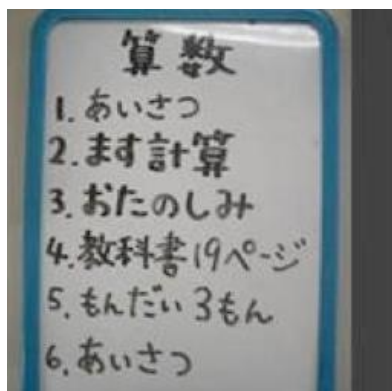 算数
1. あいさつ
2. ます計算
3. おたのしみ
4. 教科書19ページ
5. もんだい3もん
6. あいさつ